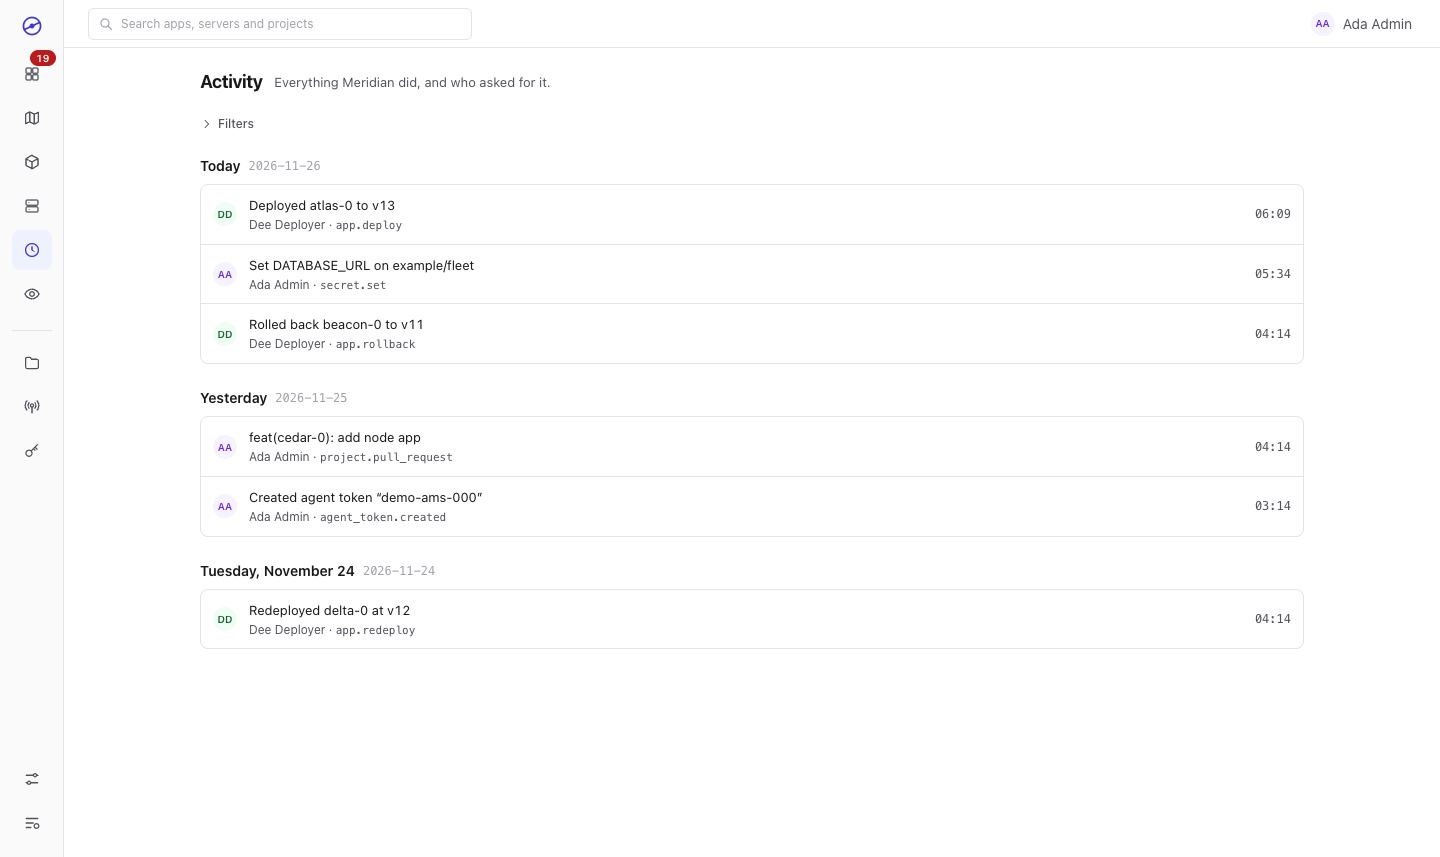 19
Search apps, servers and projects
AA Ada Admin
Activity Everything Meridian did, and who asked for it.
Filters
Today 2026-11-26
DD
Deployed atlas-0 to v13
Dee Deployer · app.deploy
06:09
AA
Set DATABASE_URL on example/fleet
Ada Admin · secret.set
05:34
DD
Rolled back beacon-0 to v11
Dee Deployer · app.rollback
04:14
Yesterday 2026-11-25
AA
feat(cedar-0): add node app
Ada Admin · project.pull_request
04:14
AA
Created agent token “demo-ams-000”
Ada Admin · agent_token.created
03:14
Tuesday, November 24 2026-11-24
DD
Redeployed delta-0 at v12
Dee Deployer · app.redeploy
04:14